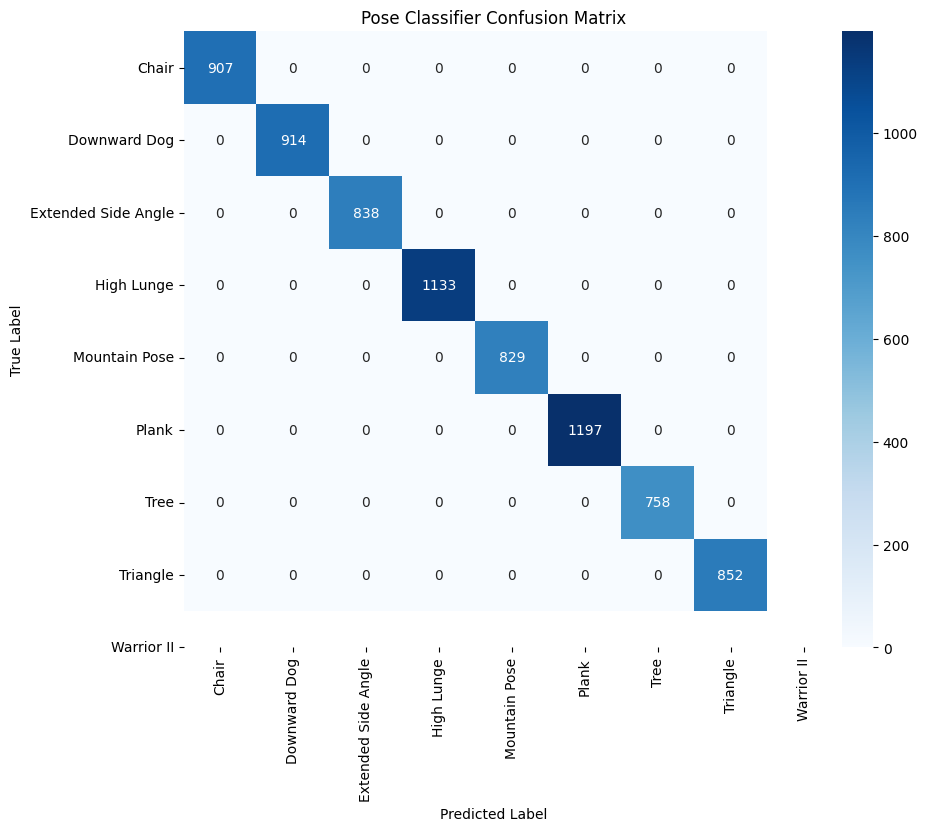 Pose Classifier Confusion Matrix
True Label
Chair 907 0 0 0 0 0 0 0
Downward Dog 0 914 0 0 0 0 0 0
Extended Side Angle 0 0 838 0 0 0 0 0
High Lunge 0 0 0 1133 0 0 0 0
Mountain Pose 0 0 0 0 829 0 0 0
Plank 0 0 0 0 0 1197 0 0
Tree 0 0 0 0 0 0 758 0
Triangle 0 0 0 0 0 0 0 852
Warrior II
Chair
Downward Dog
Extended Side Angle
High Lunge
Mountain Pose
Plank
Tree
Triangle
Warrior II
Predicted Label
1000
800
600
400
200
0